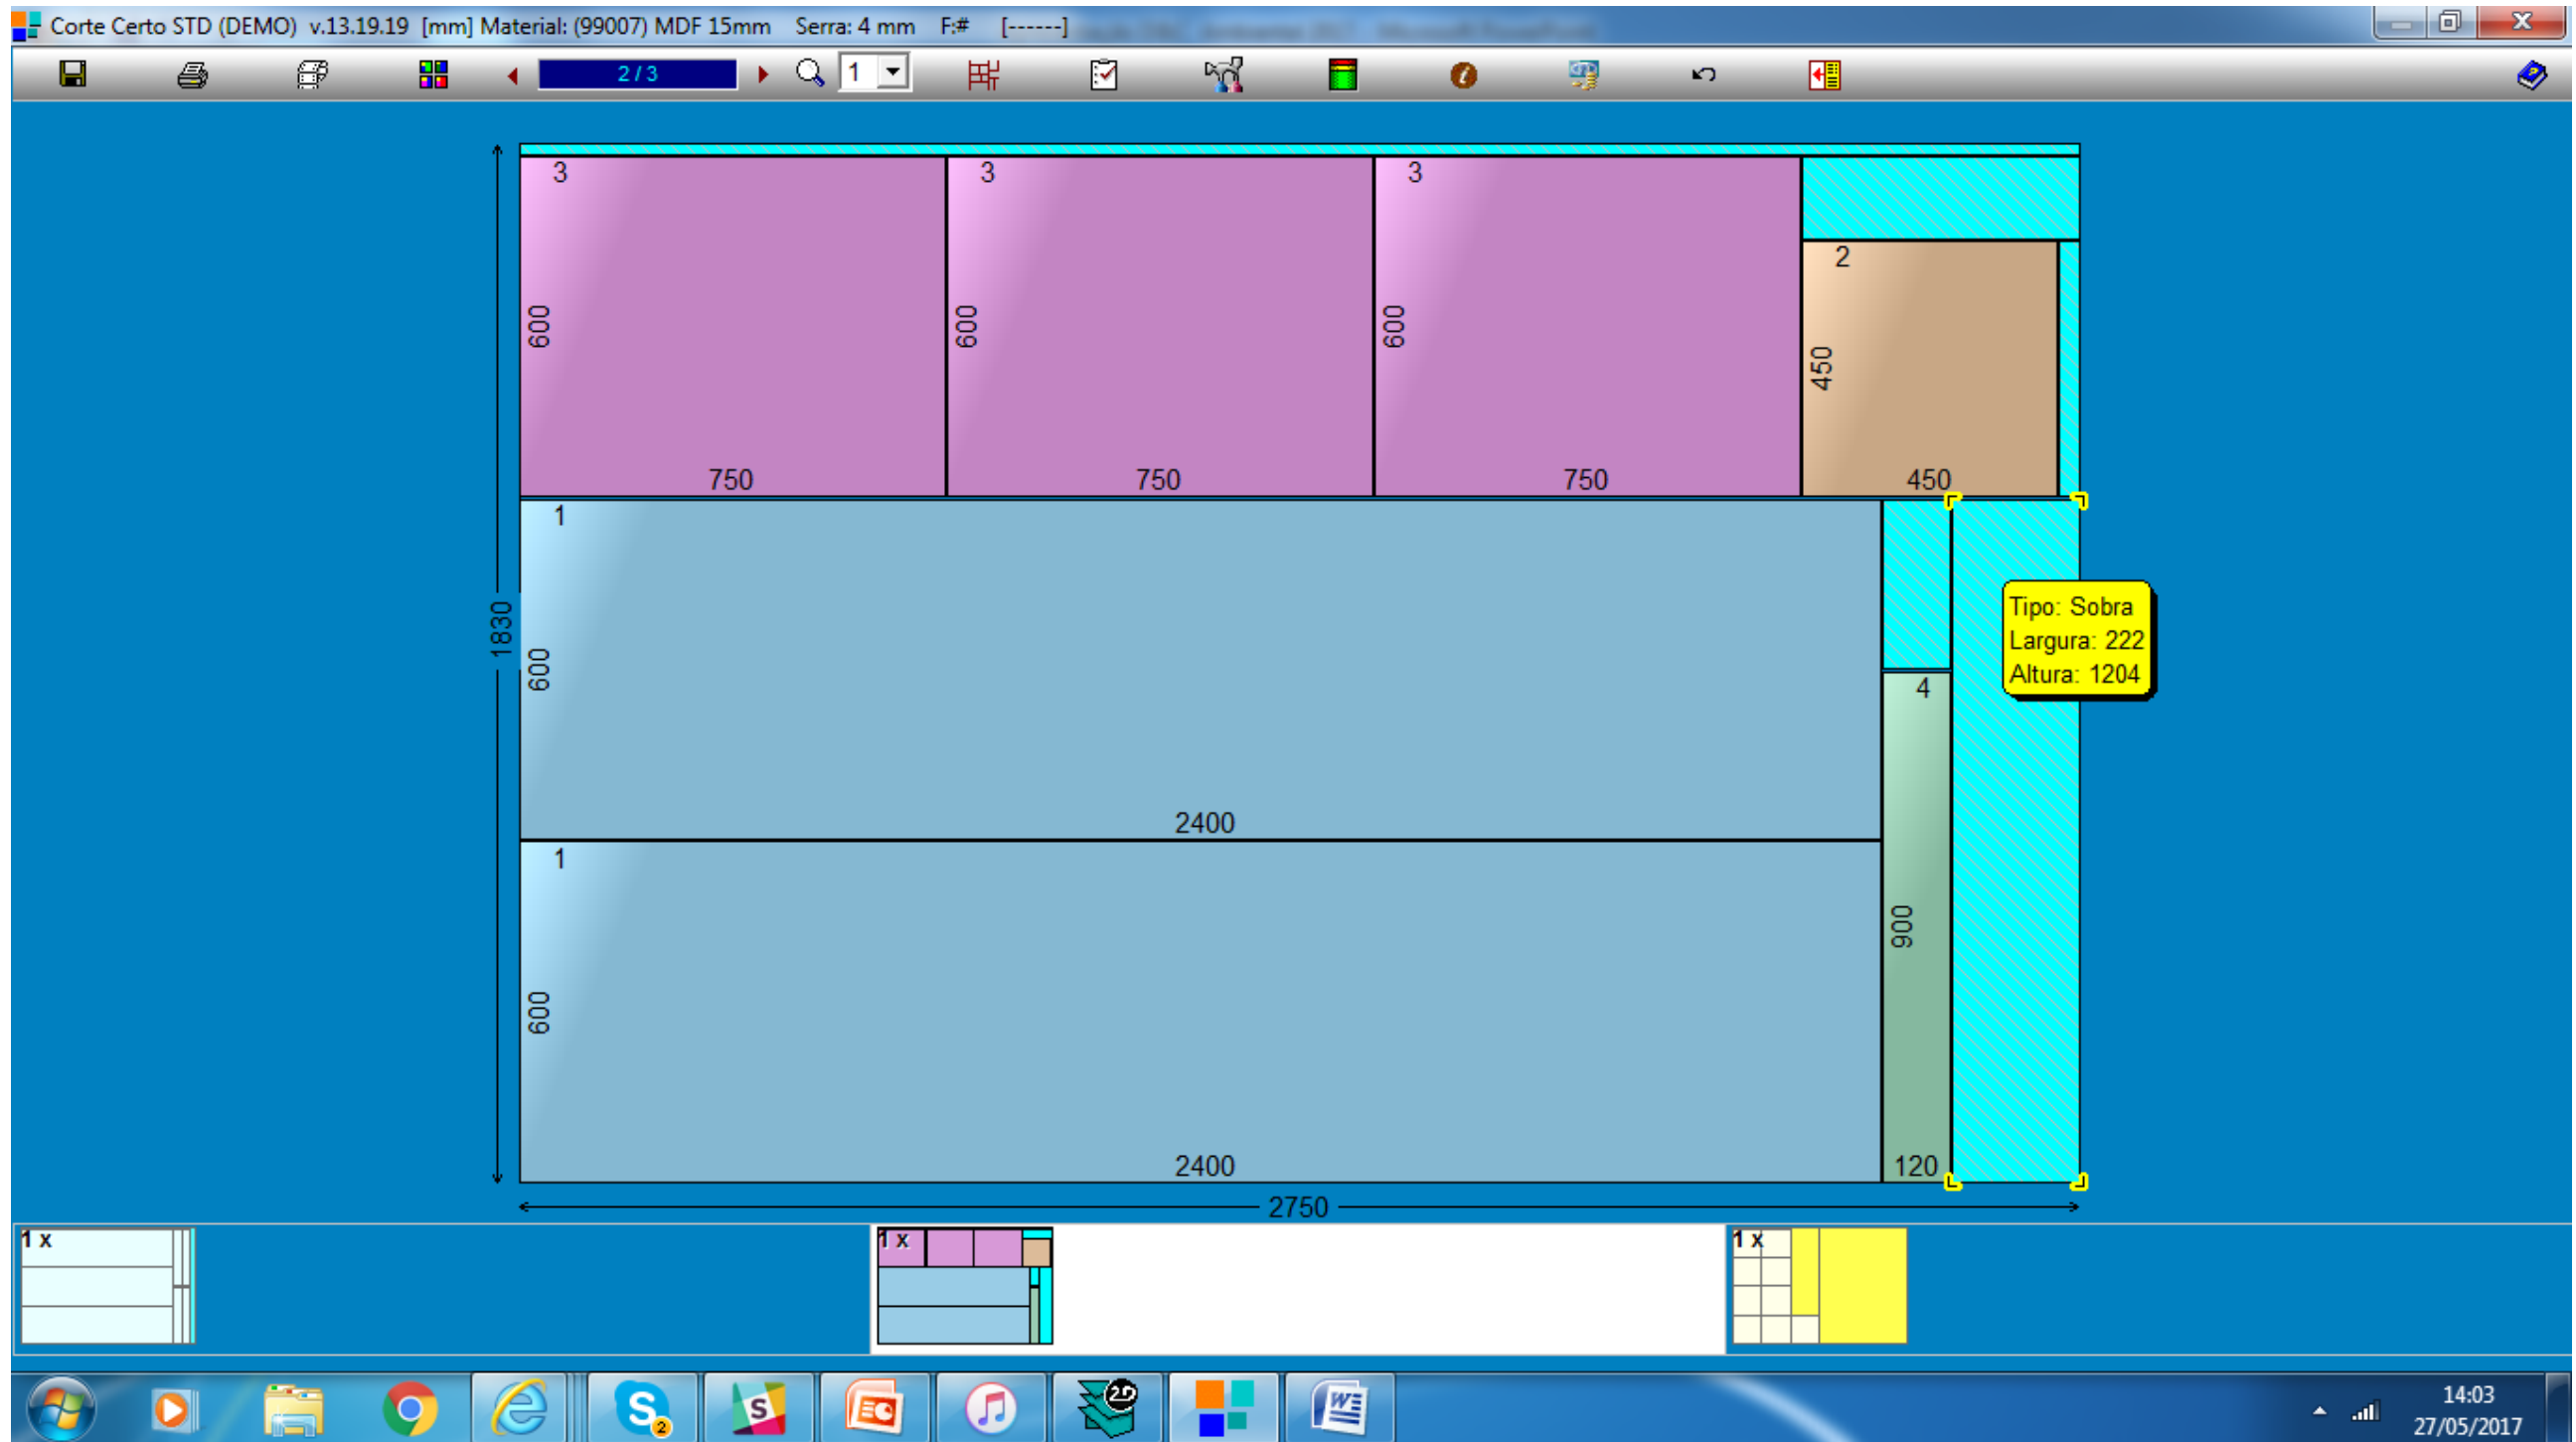 Corte Certo STD (DEMO) v.13.19.19 [mm] Material: (99007) MDF 15mm Serra: 4 mm F:# [------]
2 / 3
1
3 3 3
2
600 600 600
450
750 750 750 450
1
1830
600
Tipo: Sobra
Largura: 222
Altura: 1204
4
2400
1
900
600
2400 120
2750
1 x 1 x 1 x
2
20
14:03
27/05/2017